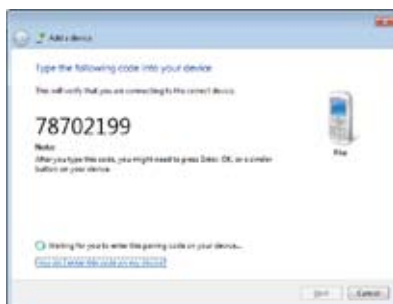 Add a device
Type the following code into your device
This will verify that you are connecting to the correct device.
78702199
Note:
After you type this code, you might need to press Enter, OK, or a similar
button on your device.
Waiting for you to enter this pairing code on your device...
How do I enter this code on my device?
Next
Cancel